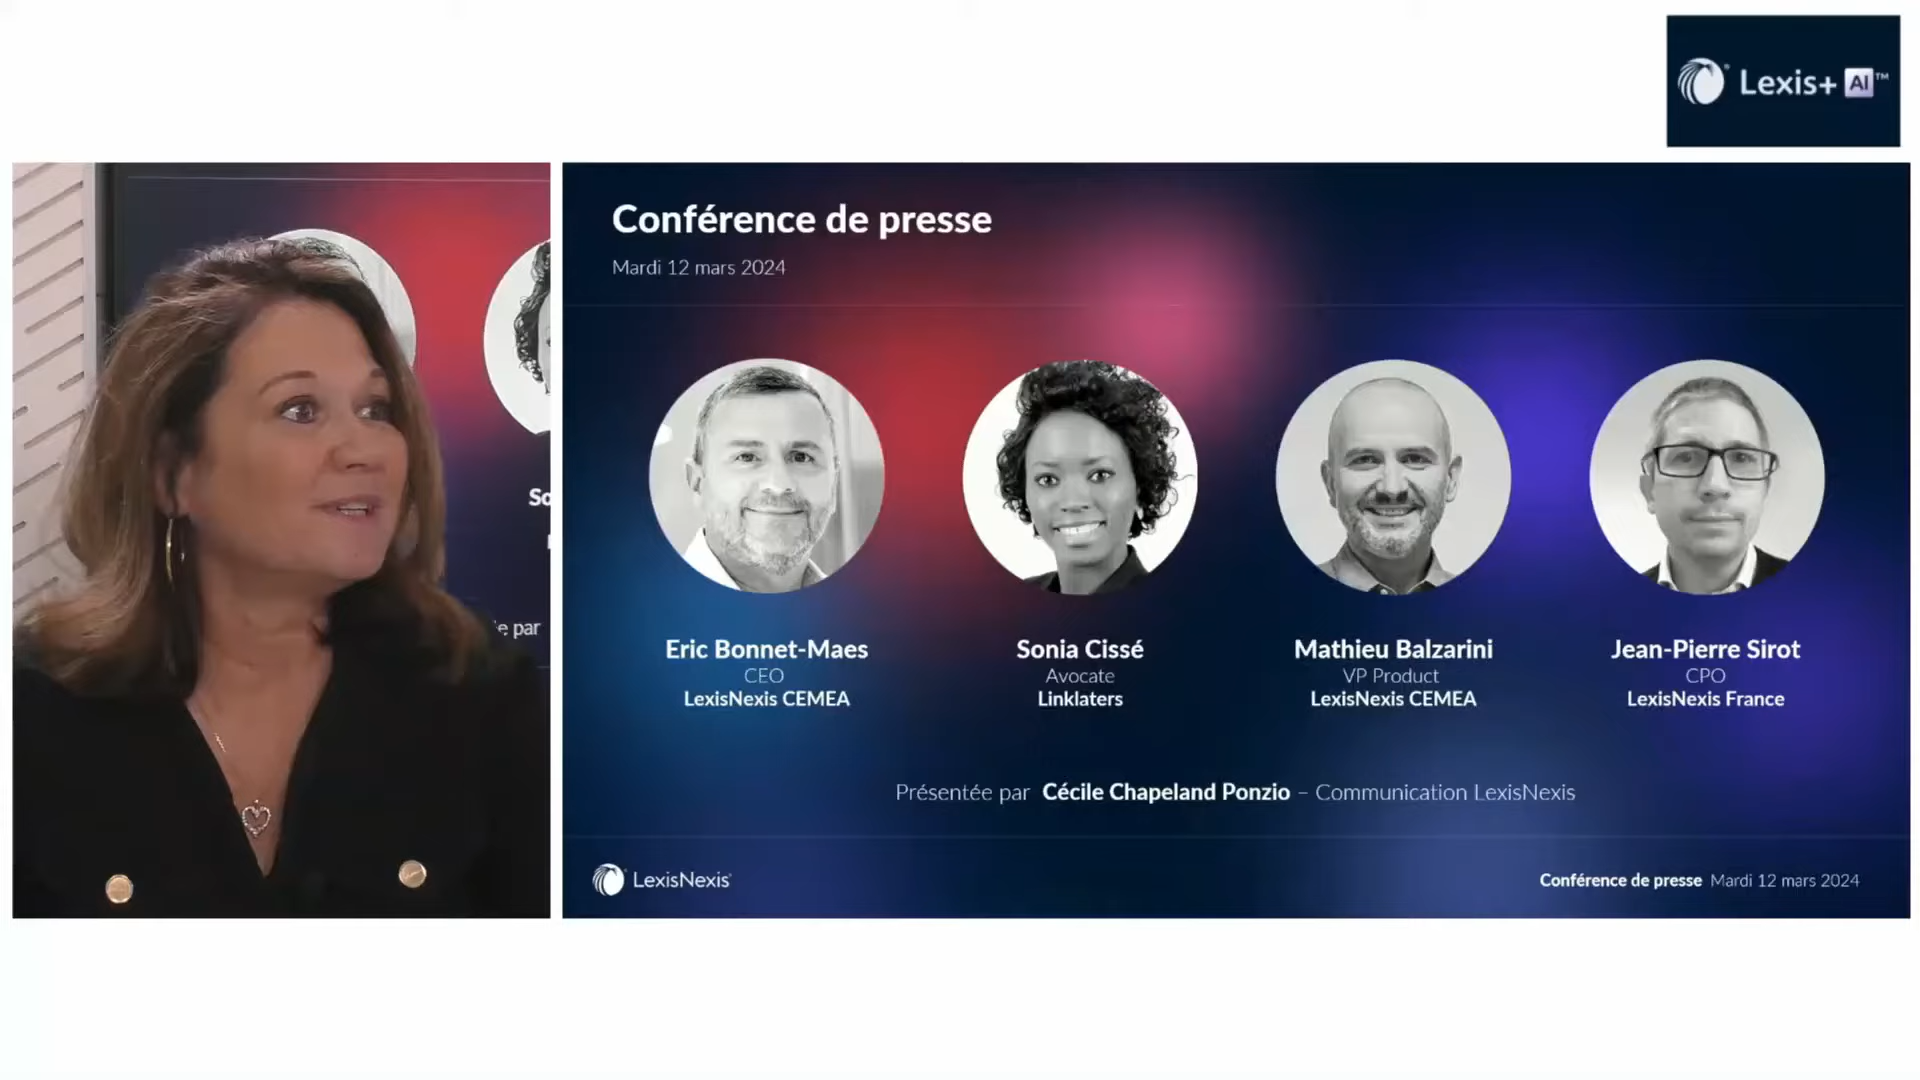 Lexis+ AI™
Conférence de presse
Mardi 12 mars 2024
Eric Bonnet-Maes
CEO
LexisNexis CEMEA
Sonia Cissé
Avocate
Linklaters
Mathieu Balzarini
VP Product
LexisNexis CEMEA
Jean-Pierre Sirot
CPO
LexisNexis France
Présentée par Cécile Chapeland Ponzio – Communication LexisNexis
LexisNexis®
Conférence de presse Mardi 12 mars 2024
So
e par